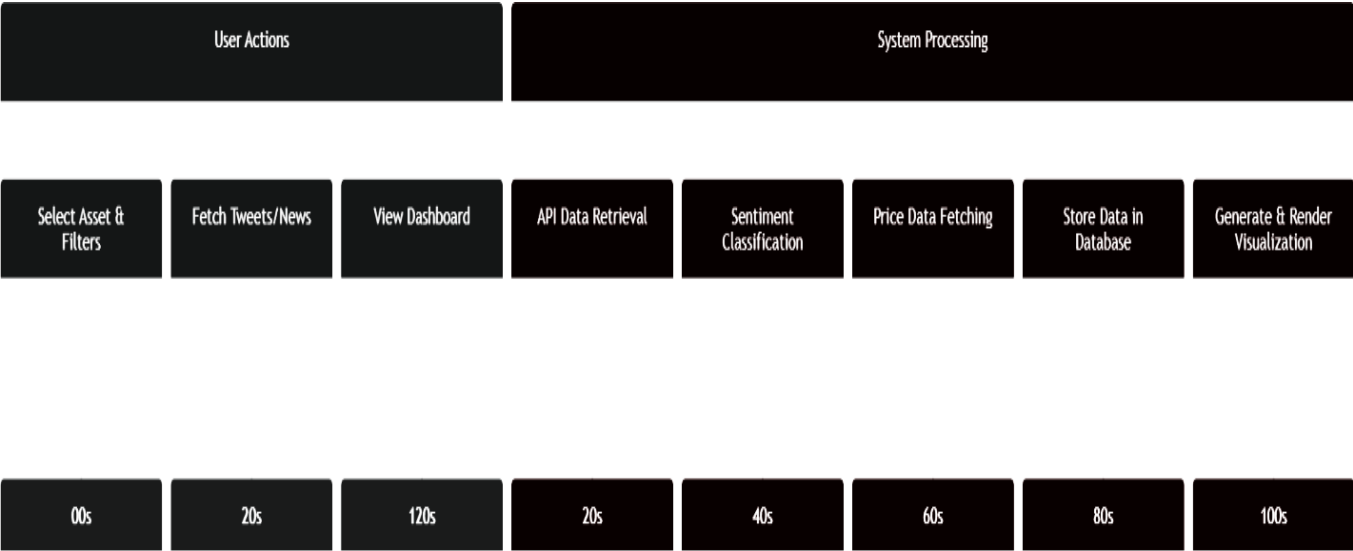 User Actions
System Processing
Select Asset &
Filters
Fetch Tweets/News
View Dashboard
API Data Retrieval
Sentiment
Classification
Price Data Fetching
Store Data in
Database
Generate & Render
Visualization
00s
20s
120s
20s
40s
60s
80s
100s